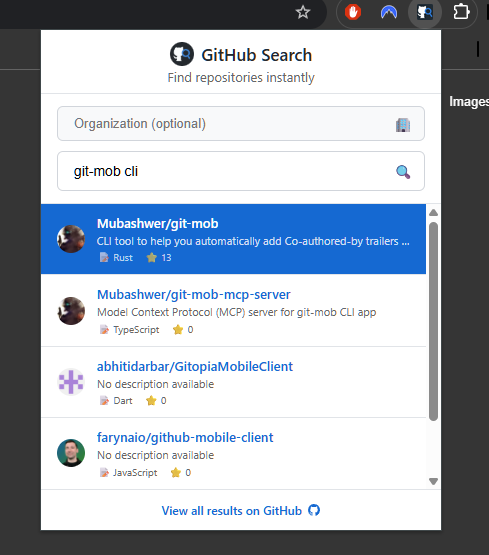 GitHub Search
Find repositories instantly
Images
Organization (optional)
git-mob cli
Mubashwer/git-mob
CLI tool to help you automatically add Co-authored-by trailers ...
Rust 13
Mubashwer/git-mob-mcp-server
Model Context Protocol (MCP) server for git-mob CLI app
TypeScript 0
abhitidarbar/GitopiaMobileClient
No description available
Dart 0
farynaio/github-mobile-client
No description available
JavaScript 0
View all results on GitHub